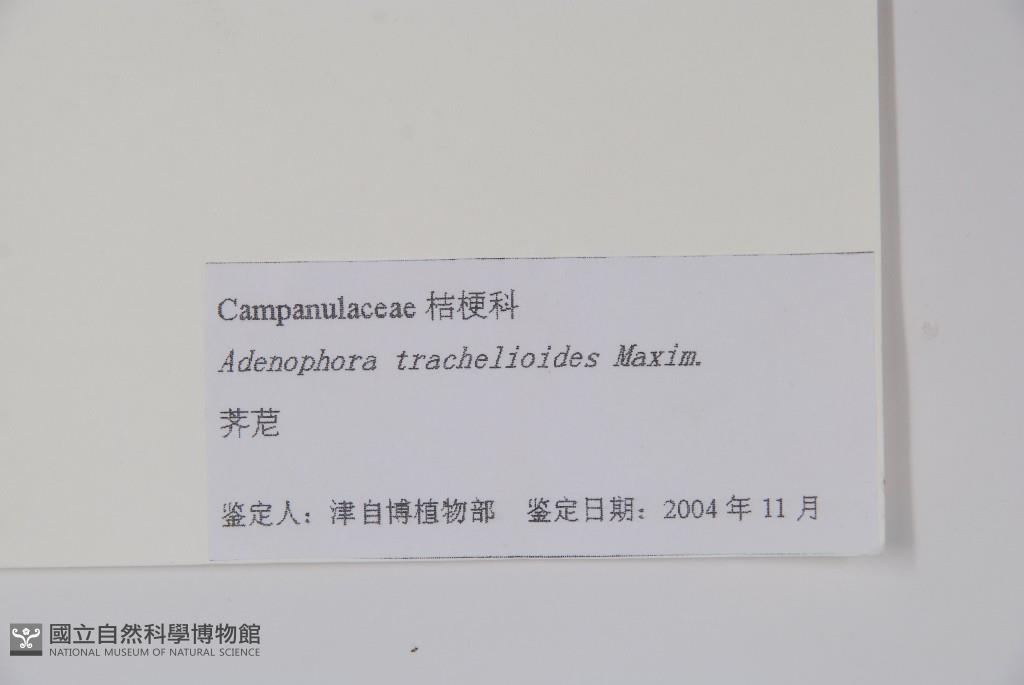 Campanulaceae 桔梗科
Adenophora trachelioides Maxim.
荠苨
鉴定人：津自博植物部 鉴定日期：2004 年 11 月
國立自然科學博物館
NATIONAL MUSEUM OF NATURAL SCIENCE